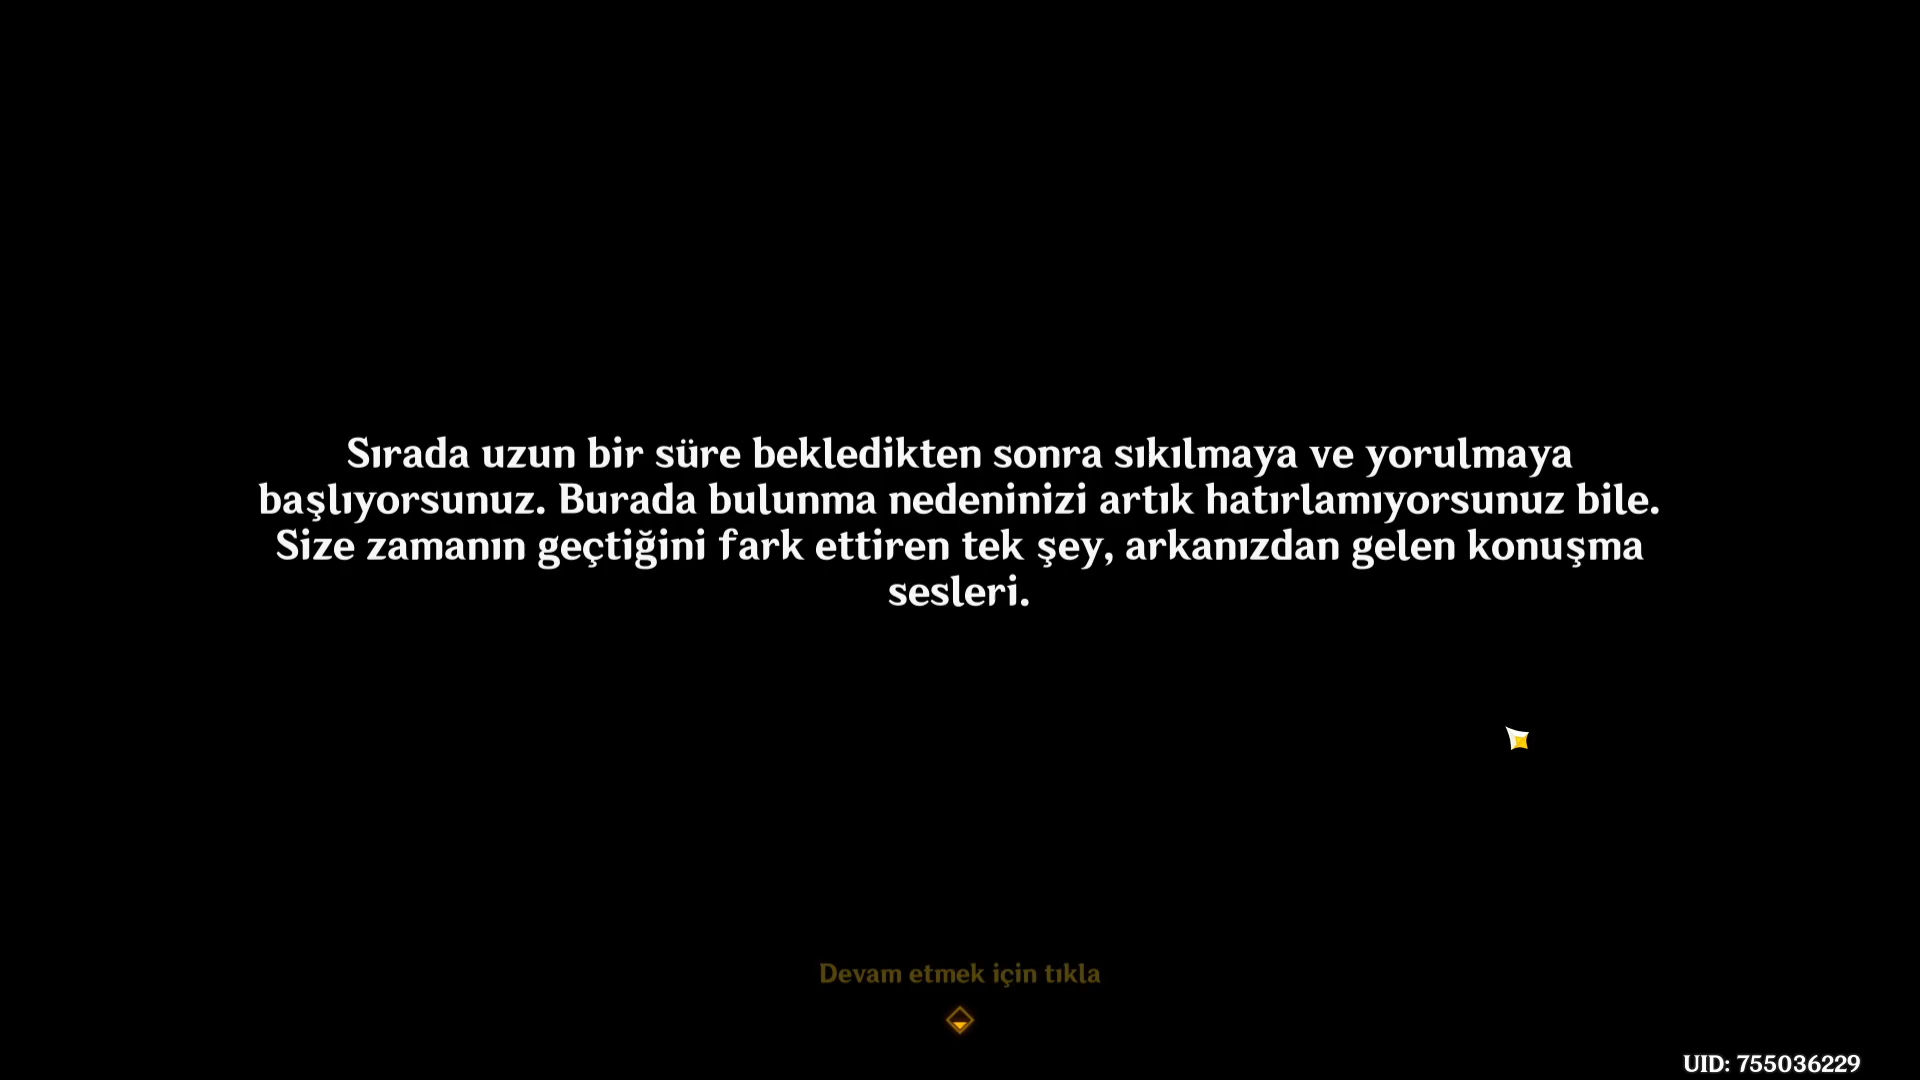 Sırada uzun bir süre bekledikten sonra sıkılmaya ve yorulmaya
başlıyorsunuz. Burada bulunma nedeninizi artık hatırlamıyorsunuz bile.
Size zamanın geçtiğini fark ettiren tek şey, arkanızdan gelen konuşma
sesleri.
Devam etmek için tıkla
UID: 755036229